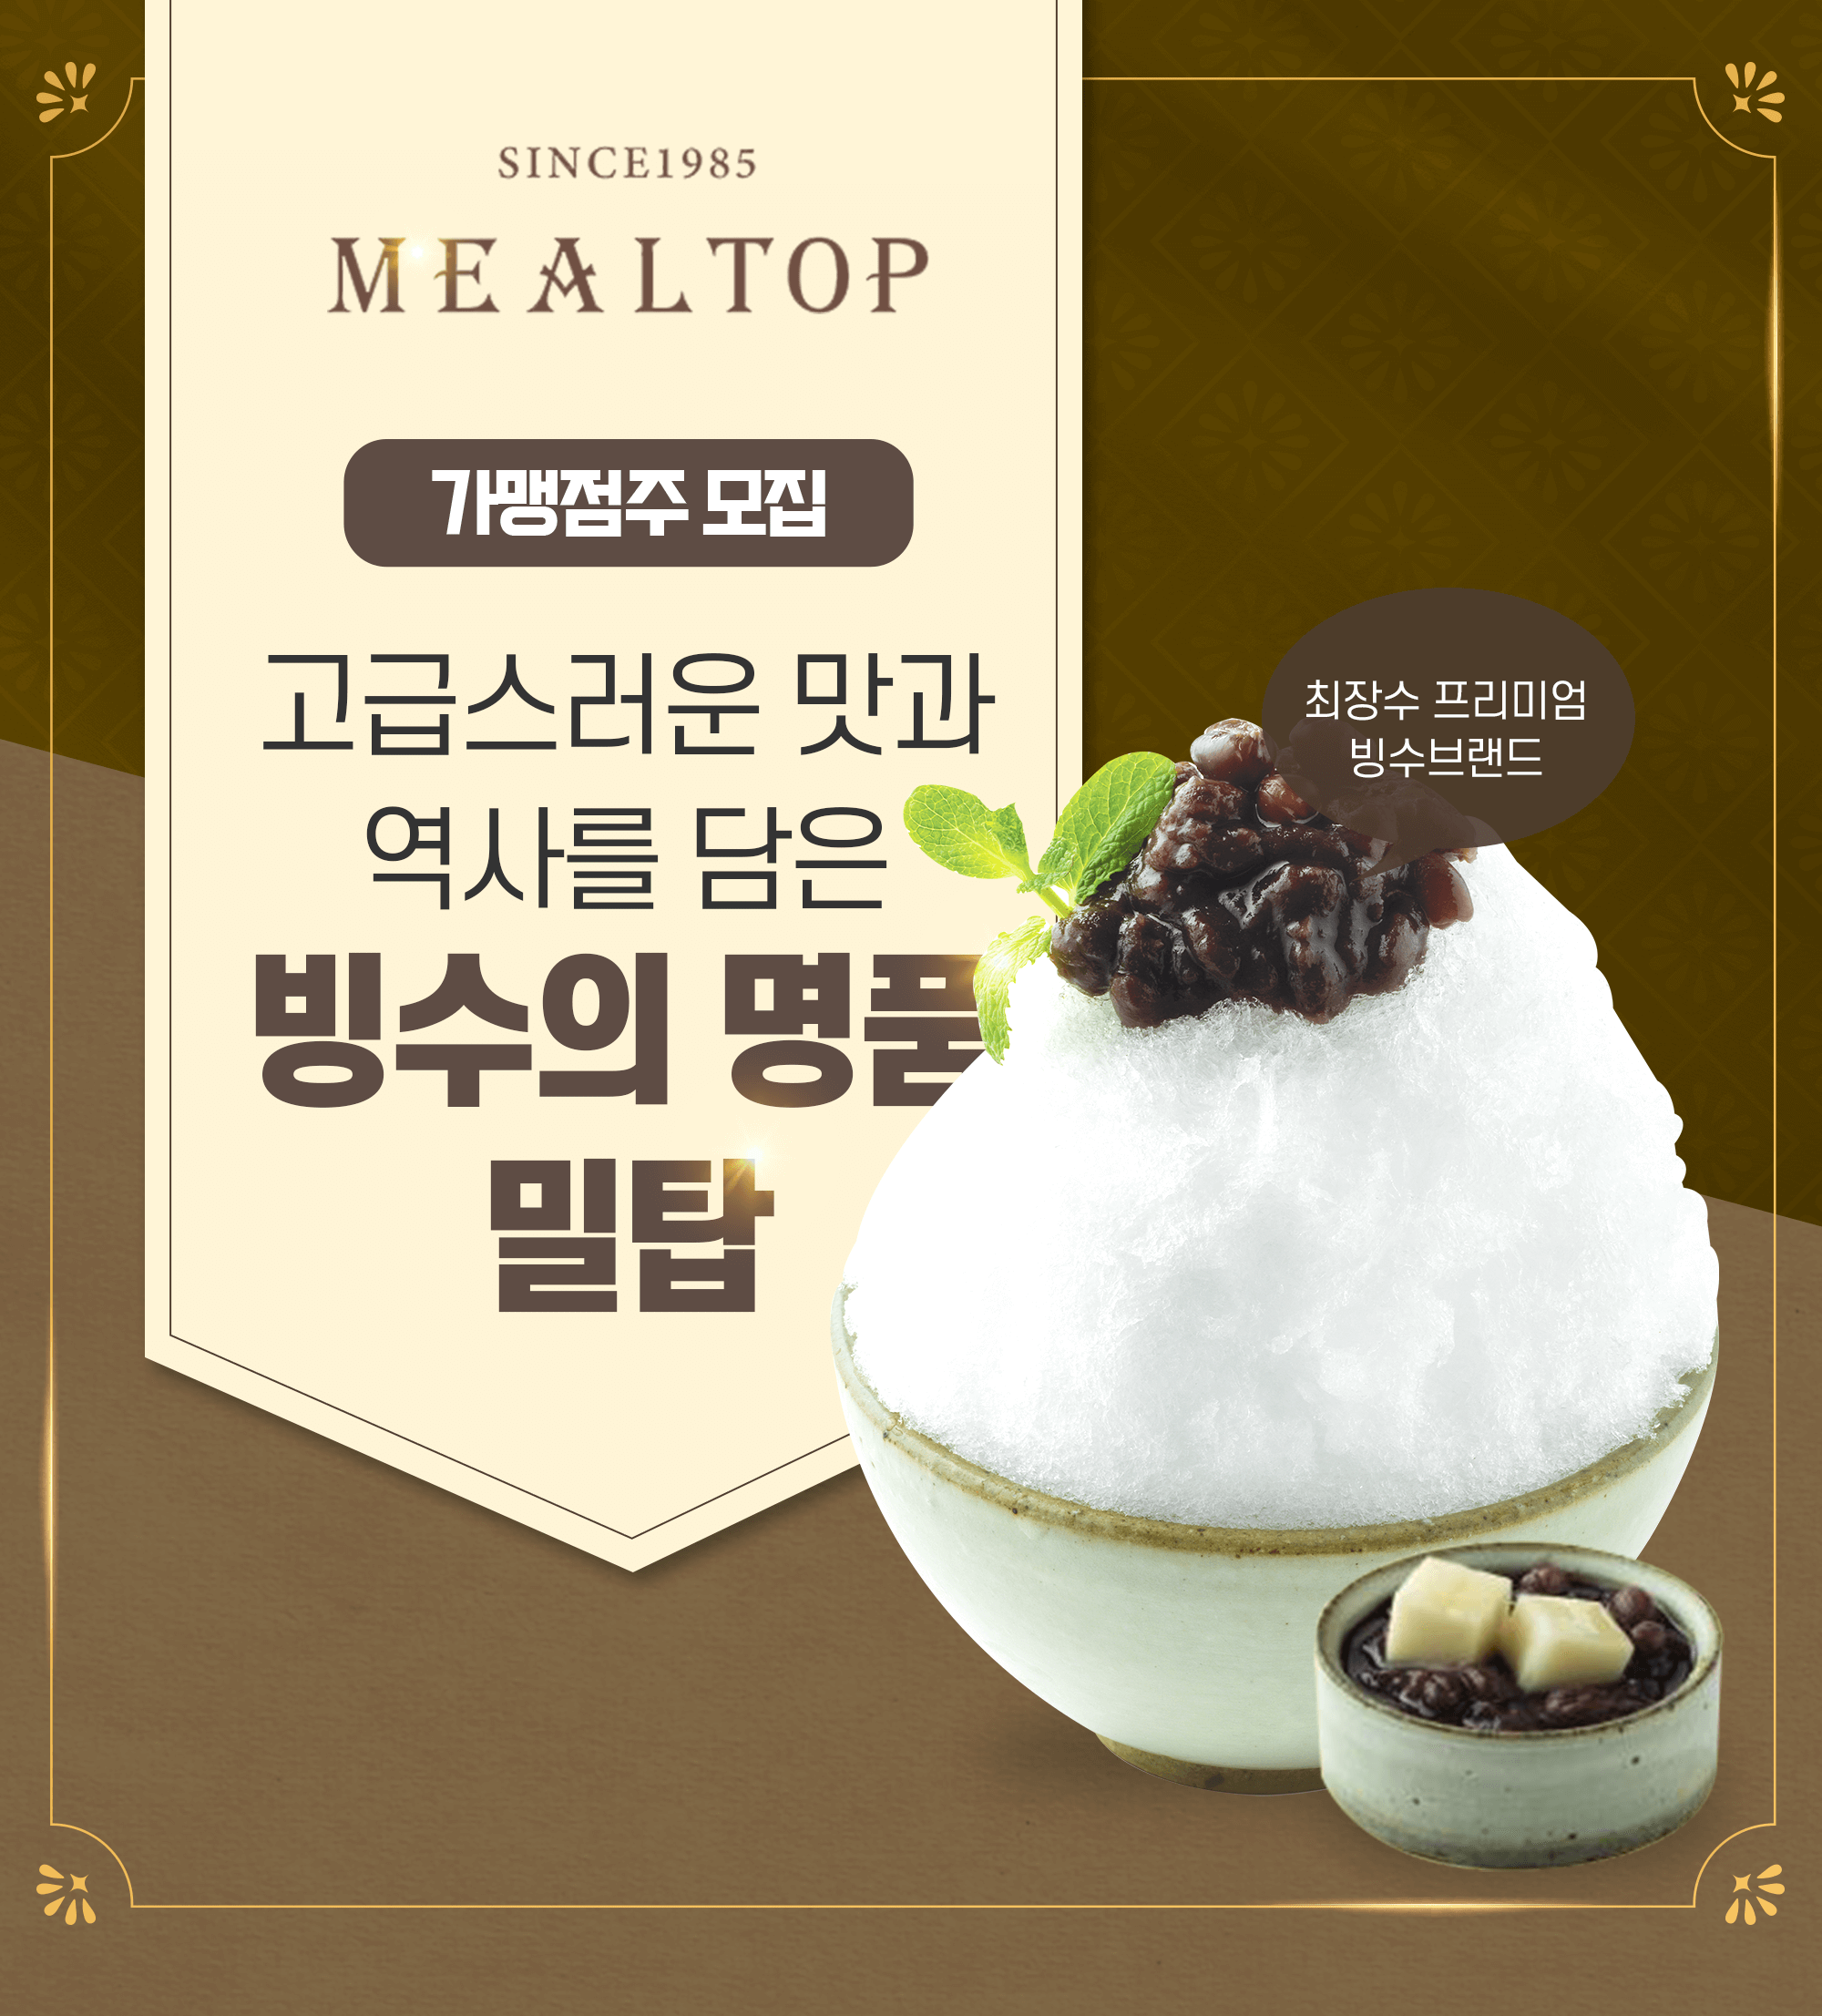 SINCE1985
MEALTOP
가맹점주 모집
고급스러운 맛과
역사를 담은
빙수의 명품
밀탑
최장수 프리미엄
빙수브랜드